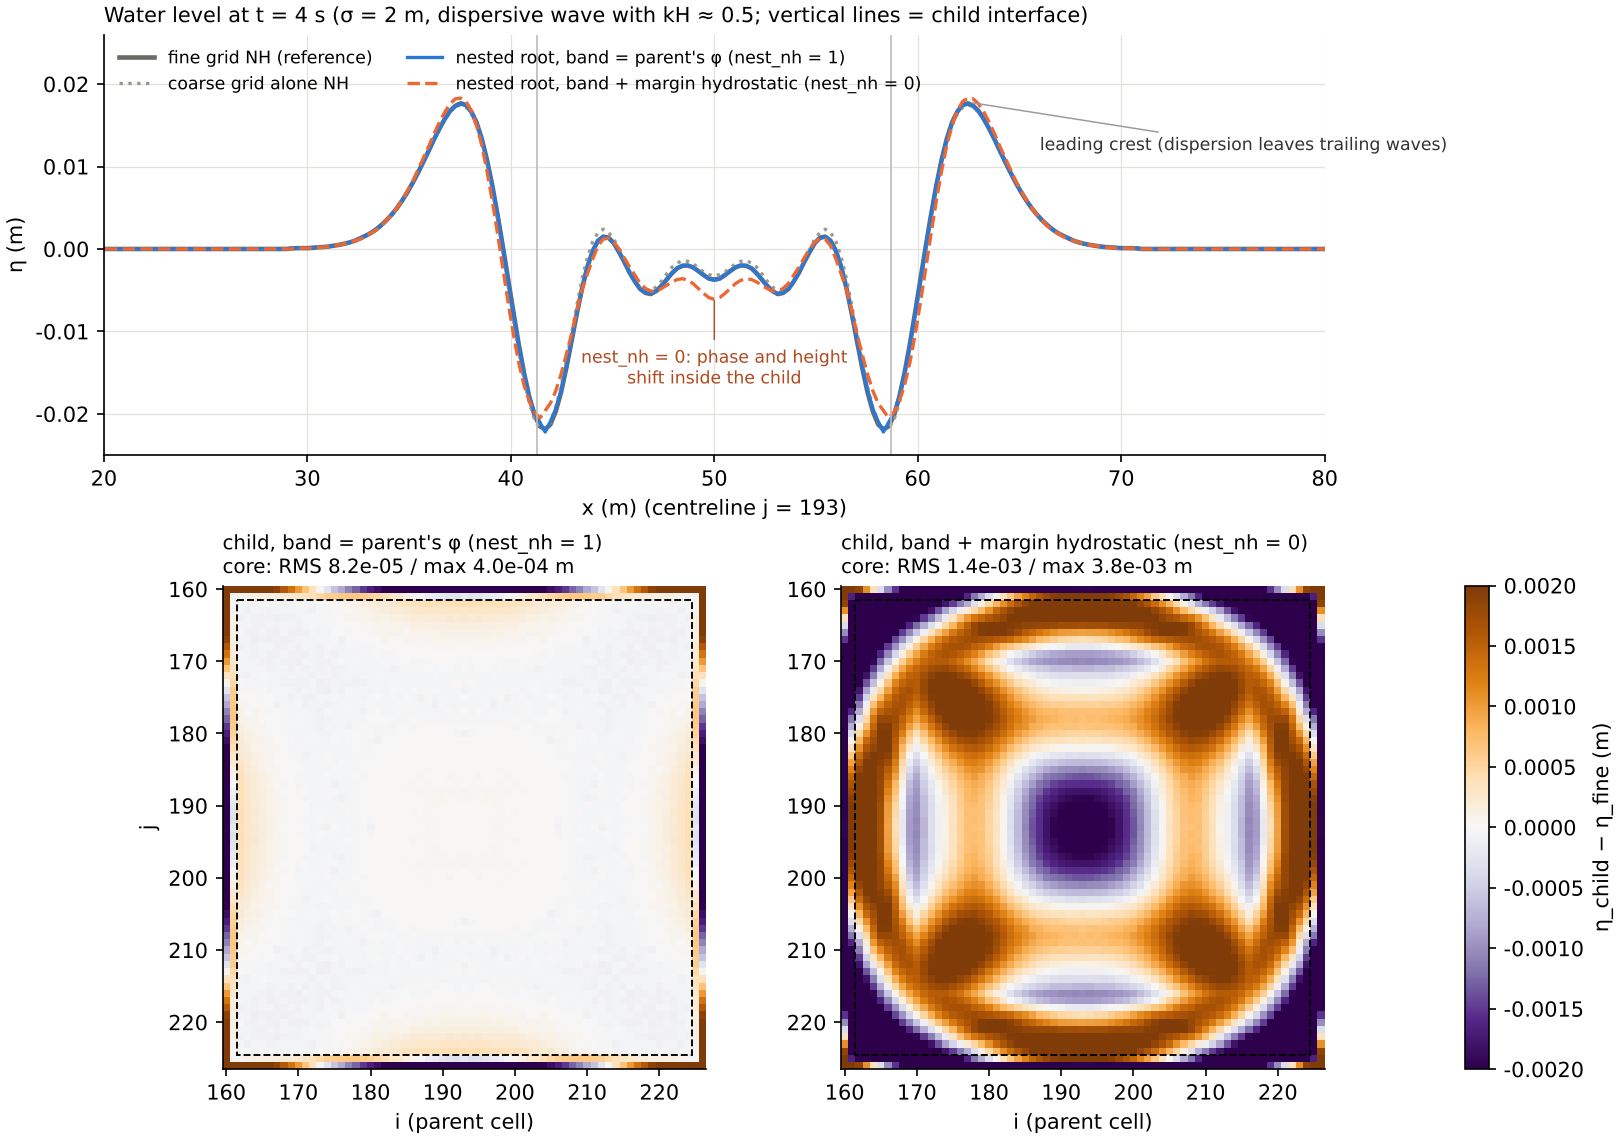 Water level at t = 4 s (σ = 2 m, dispersive wave with kH ≈ 0.5; vertical lines = child interface)
fine grid NH (reference)
coarse grid alone NH
nested root, band = parent's φ (nest_nh = 1)
nested root, band + margin hydrostatic (nest_nh = 0)
leading crest (dispersion leaves trailing waves)
nest_nh = 0: phase and height
shift inside the child
η (m)
0.02
0.01
0.00
-0.01
-0.02
20 30 40 50 60 70 80
x (m) (centreline j = 193)
child, band = parent's φ (nest_nh = 1)
core: RMS 8.2e-05 / max 4.0e-04 m
j
160
170
180
190
200
210
220
160 170 180 190 200 210 220
i (parent cell)
child, band + margin hydrostatic (nest_nh = 0)
core: RMS 1.4e-03 / max 3.8e-03 m
160
170
180
190
200
210
220
160 170 180 190 200 210 220
i (parent cell)
0.0020
0.0015
0.0010
0.0005
0.0000
-0.0005
-0.0010
-0.0015
-0.0020
η_child − η_fine (m)